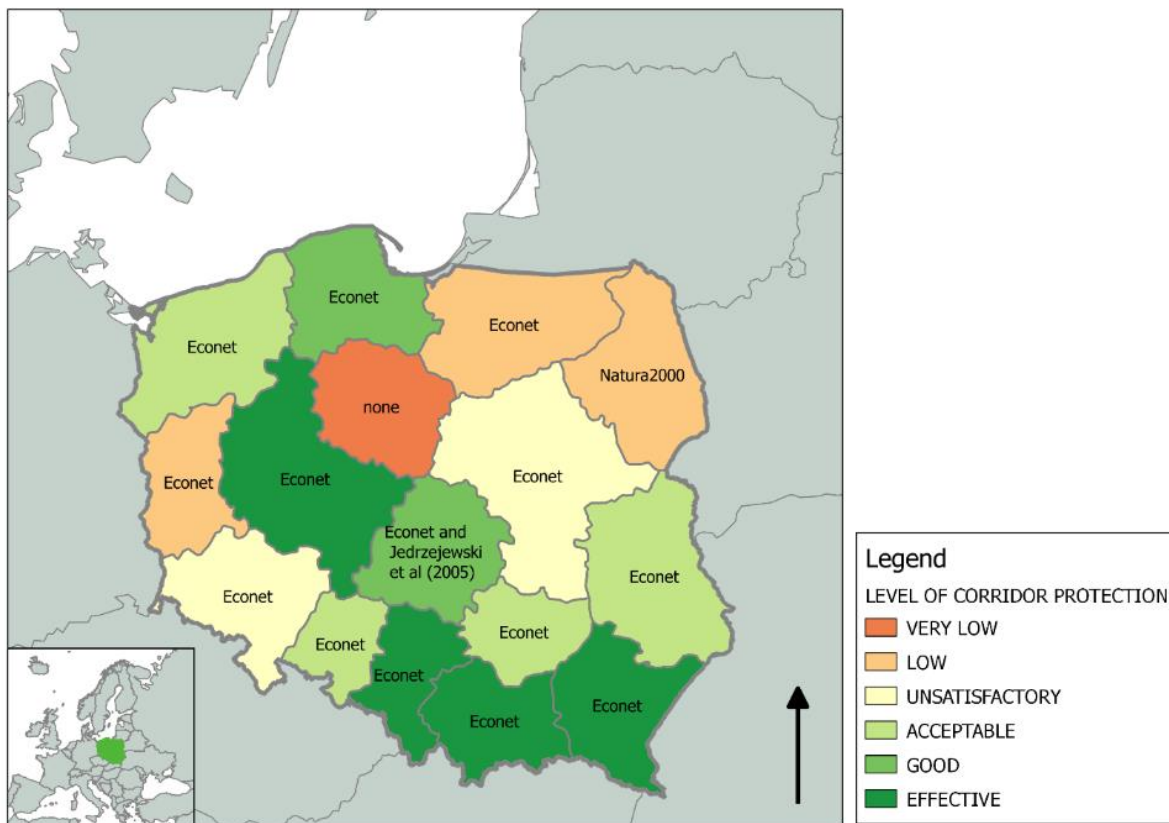 Econet
Econet
Econet
Natura2000
none
Econet
Econet
Econet
Econet and
Jedrzejewski
et al (2005)
Econet
Econet
Econet
Econet
Econet
Econet
Econet
Legend
LEVEL OF CORRIDOR PROTECTION
VERY LOW
LOW
UNSATISFACTORY
ACCEPTABLE
GOOD
EFFECTIVE